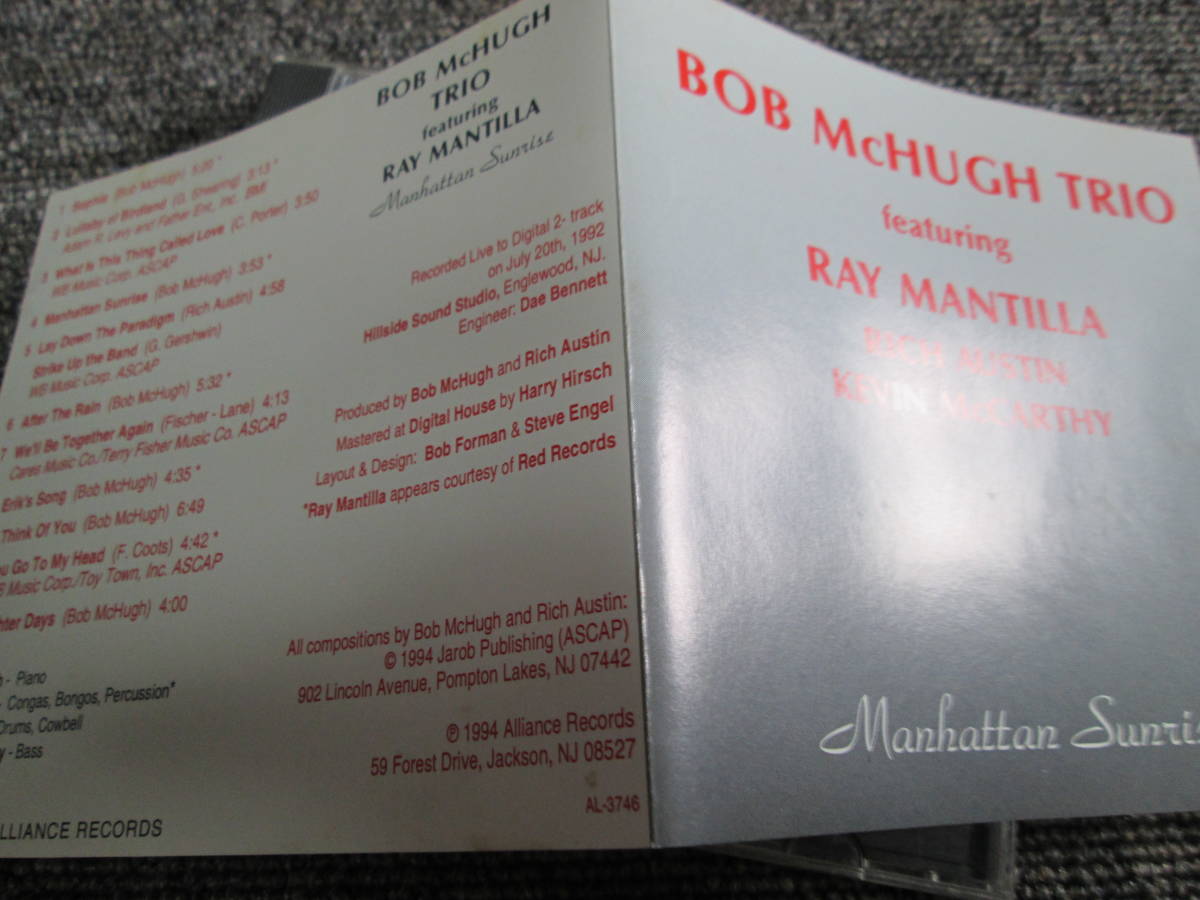 BOB McHUGH
TRIO
featuring
RAY MANTILLA
Manhattan Sunrise
1 Sophia (Bob McHugh) 5:00 *
2 Lullaby of Birdland (G. Shearing) 3:13 *
Adam R. Levy and Father Ent., Inc. BMI
3 What Is This Thing Called Love (C. Porter) 3:50
WB Music Corp. ASCAP
4 Manhattan Sunrise (Bob McHugh) 3:53 *
5 Lay Down The Paradigm (Rich Austin) 4:58
Strike Up the Band (G. Gershwin)
WB Music Corp. ASCAP
6 After The Rain (Bob McHugh) 5:32 *
7 We'll Be Together Again (Fischer - Lane) 4:13
Cares Music Co./Terry Fisher Music Co. ASCAP
Erik's Song (Bob McHugh) 4:35 *
Think Of You (Bob McHugh) 6:49
Go To My Head (F. Coots) 4:42 *
Music Corp./Toy Town, Inc. ASCAP
Days (Bob McHugh) 4:00
- Piano
- Congas, Bongos, Percussion*
Drums, Cowbell
- Bass
ALLIANCE RECORDS
Recorded Live to Digital 2- track
on July 20th, 1992
Hillside Sound Studio, Englewood, NJ.
Engineer: Dae Bennett
Produced by Bob McHugh and Rich Austin
Mastered at Digital House by Harry Hirsch
Layout & Design: Bob Forman & Steve Engel
*Ray Mantilla appears courtesy of Red Records
All compositions by Bob McHugh and Rich Austin:
© 1994 Jarob Publishing (ASCAP)
902 Lincoln Avenue, Pompton Lakes, NJ 07442
℗ 1994 Alliance Records
59 Forest Drive, Jackson, NJ 08527
AL-3746
BOB McHUGH TRIO
featuring
RAY MANTILLA
RICH AUSTIN
KEVIN McCARTHY
Manhattan Sunrise